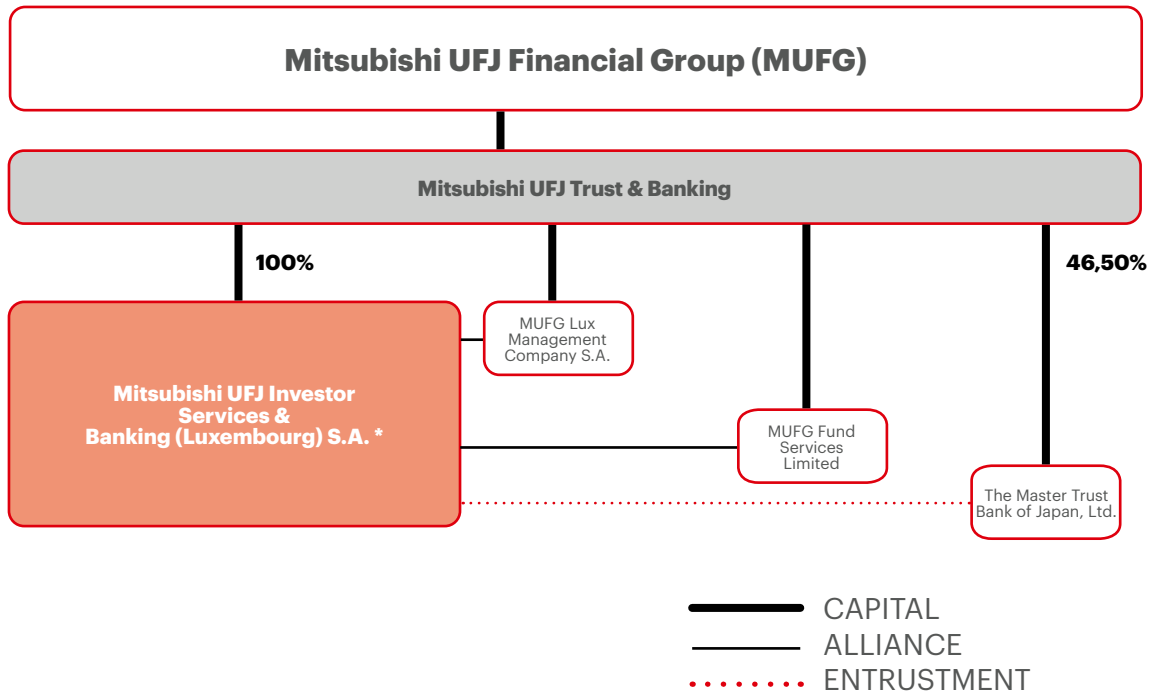 Mitsubishi UFJ Financial Group (MUFG)
Mitsubishi UFJ Trust & Banking
100%
46,50%
MUFG Lux
Management
Company S.A.
Mitsubishi UFJ Investor
Services &
Banking (Luxembourg) S.A. *
MUFG Fund
Services
Limited
The Master Trust
Bank of Japan, Ltd.
CAPITAL
ALLIANCE
ENTRUSTMENT